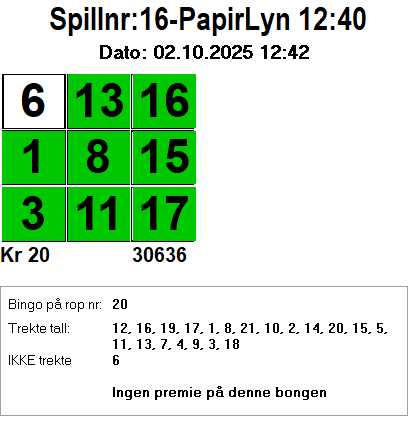 Spillnr:16-PapirLyn 12:40
Dato: 02.10.2025 12:42
6 13 16
1 8 15
3 11 17
Kr 20 30636
Bingo på rop nr: 20
Trekte tall: 12, 16, 19, 17, 1, 8, 21, 10, 2, 14, 20, 15, 5,
11, 13, 7, 4, 9, 3, 18
IKKE trekte 6
Ingen premie på denne bongen